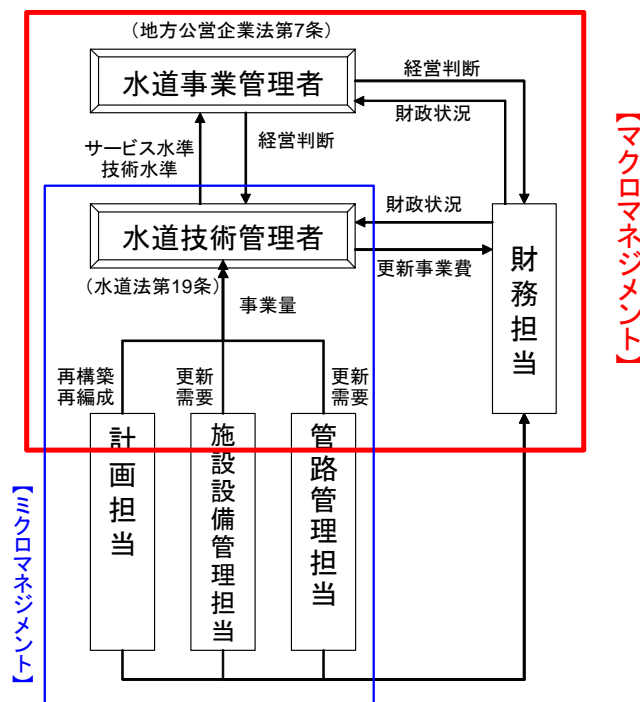 （地方公営企業法第7条）
水道事業管理者
経営判断
財政状況
サービス水準
技術水準
経営判断
【マクロマネジメント】
水道技術管理者
財政状況
更新事業費
（水道法第19条）
事業量
財務担当
再構築
再編成
更新
需要
更新
需要
計画担当
施設設備管理担当
管路管理担当
【ミクロマネジメント】